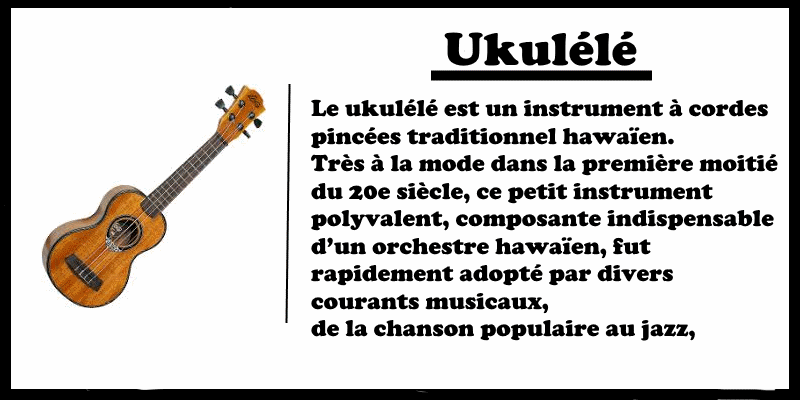 Ukulélé
Le ukulélé est un instrument à cordes
pincées traditionnel hawaïen.
Très à la mode dans la première moitié
du 20e siècle, ce petit instrument
polyvalent, composante indispensable
d'un orchestre hawaïen, fut
rapidement adopté par divers
courants musicaux,
de la chanson populaire au jazz,